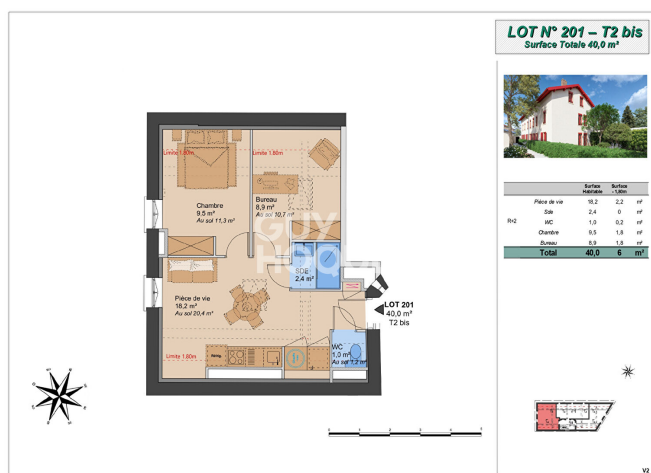 LOT N° 201 – T2 bis
Surface Totale 40,0 m²
Limite 1.80m
Limite 1.80m
Chambre
9,5 m²
Au sol 11,3 m²
Bureau
8,9 m²
Au sol 10,7 m²
GUY
HOQUET
SDE
2,4 m²
Pièce de vie
18,2 m²
Au sol 20,4 m²
LOT 201
40,0 m²
T2 bis
WC
1,0 m²
Au sol 1,2 m²
Limite 1.80m
Surface Habitable
Surface - 1,80m
R+2
Pièce de vie 18,2 2,2 m²
Sde 2,4 0 m²
WC 1,0 0,2 m²
Chambre 9,5 1,8 m²
Bureau 8,9 1,8 m²
Total 40,0 6 m²
V2